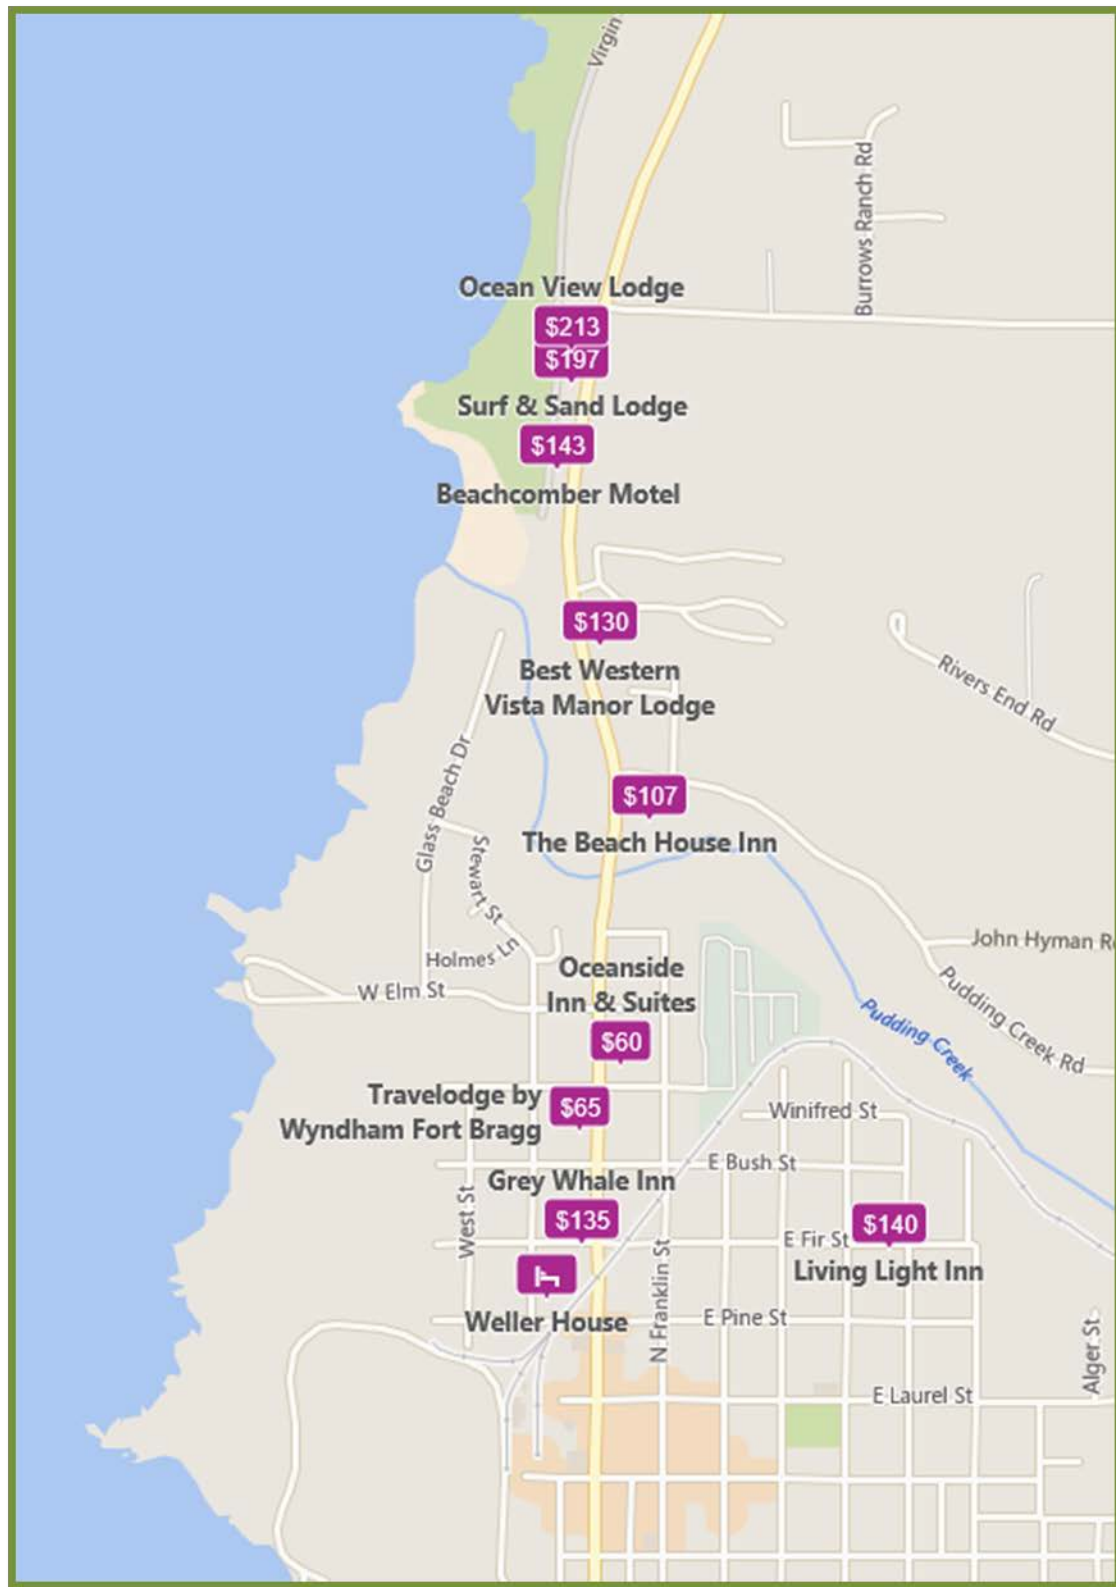 Virgin
Burrows Ranch Rd
Ocean View Lodge
$213
$197
Surf & Sand Lodge
$143
Beachcomber Motel
$130
Best Western
Vista Manor Lodge
Rivers End Rd
Glass Beach Dr
$107
The Beach House Inn
Stewart St
Holmes Ln
John Hyman R
W Elm St
Oceanside
Inn & Suites
Pudding Creek Rd
Pudding Creek
$60
Travelodge by
Wyndham Fort Bragg
$65
Winifred St
E Bush St
Grey Whale Inn
West St
$135
E Fir St
$140
Living Light Inn
N Franklin St
Weller House
E Pine St
Alger St
E Laurel St